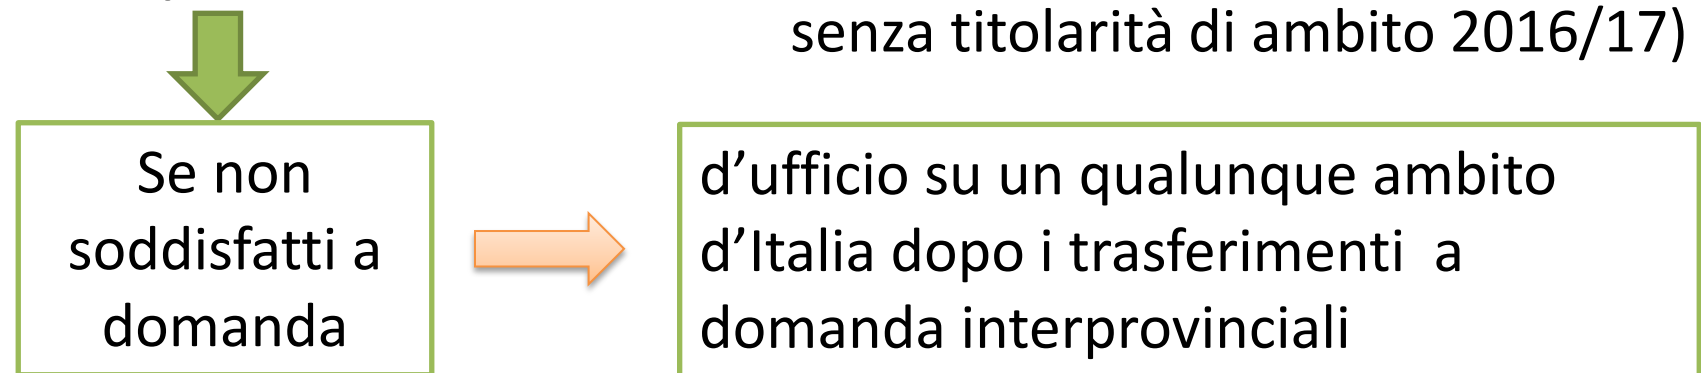 senza titolarità di ambito 2016/17)
Se non
soddisfatti a
domanda
d’ufficio su un qualunque ambito
d’Italia dopo i trasferimenti  a
domanda interprovinciali